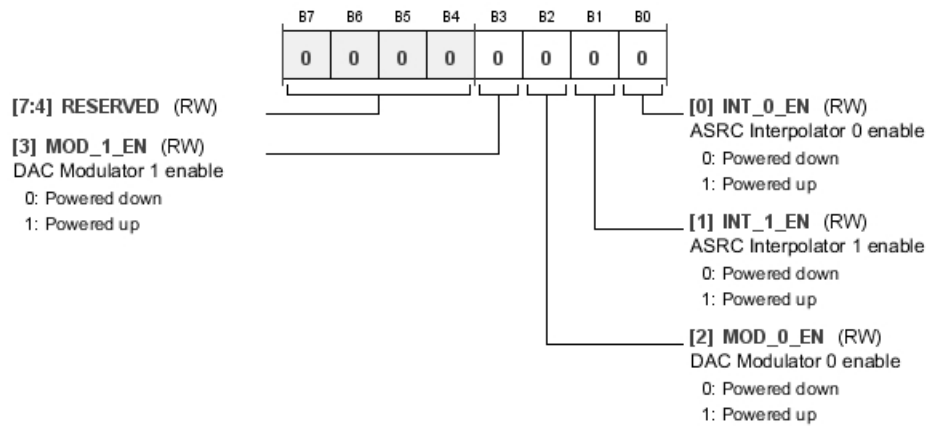 B7 B6 B5 B4 B3 B2 B1 B0
0 0 0 0 0 0 0 0
[7:4] RESERVED (RW)
[3] MOD_1_EN (RW)
DAC Modulator 1 enable
0: Powered down
1: Powered up
[0] INT_0_EN (RW)
ASRC Interpolator 0 enable
0: Powered down
1: Powered up
[1] INT_1_EN (RW)
ASRC Interpolator 1 enable
0: Powered down
1: Powered up
[2] MOD_0_EN (RW)
DAC Modulator 0 enable
0: Powered down
1: Powered up